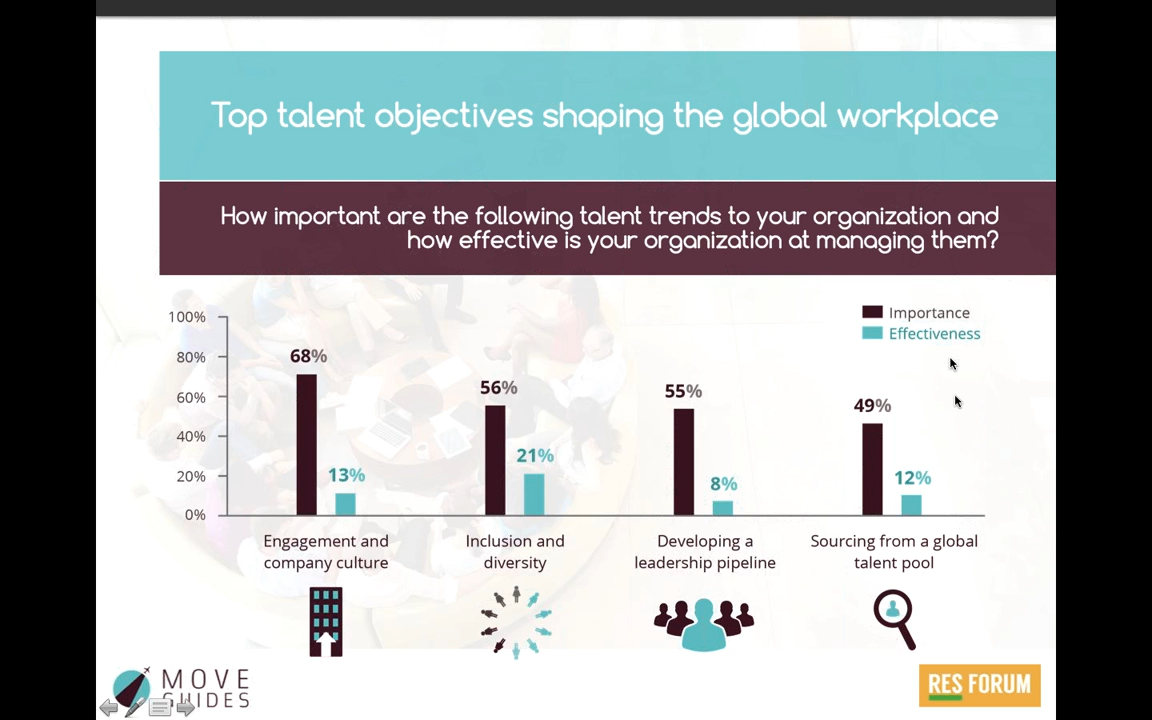 Top talent objectives shaping the global workplace
How important are the following talent trends to your organization and
how effective is your organization at managing them?
Importance
Effectiveness
100%
80%
60%
40%
20%
0%
68%
13%
56%
21%
55%
8%
49%
12%
Engagement and
company culture
Inclusion and
diversity
Developing a
leadership pipeline
Sourcing from a global
talent pool
MOVE
GUIDES
RES FORUM